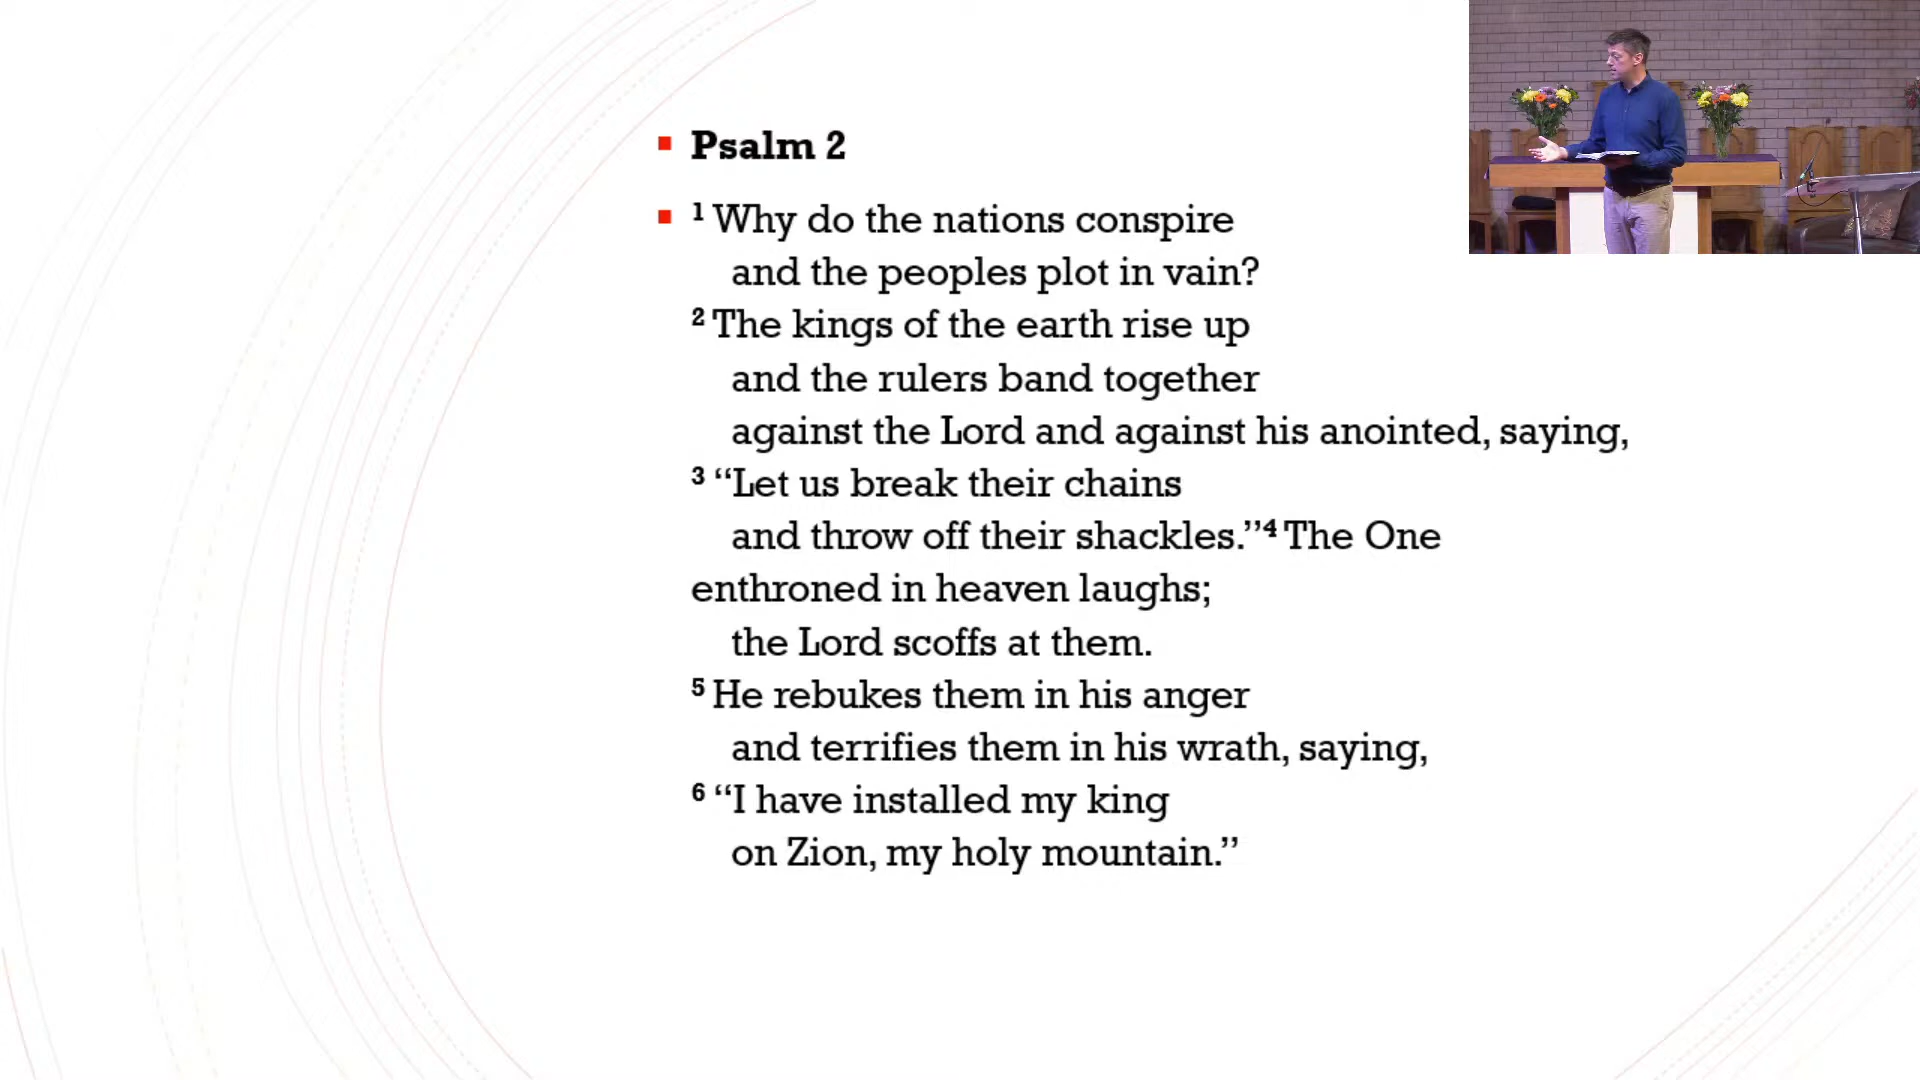 Psalm 2
1 Why do the nations conspire
and the peoples plot in vain?
2 The kings of the earth rise up
and the rulers band together
against the Lord and against his anointed, saying,
3 “Let us break their chains
and throw off their shackles.”4 The One
enthroned in heaven laughs;
the Lord scoffs at them.
5 He rebukes them in his anger
and terrifies them in his wrath, saying,
6 “I have installed my king
on Zion, my holy mountain.”